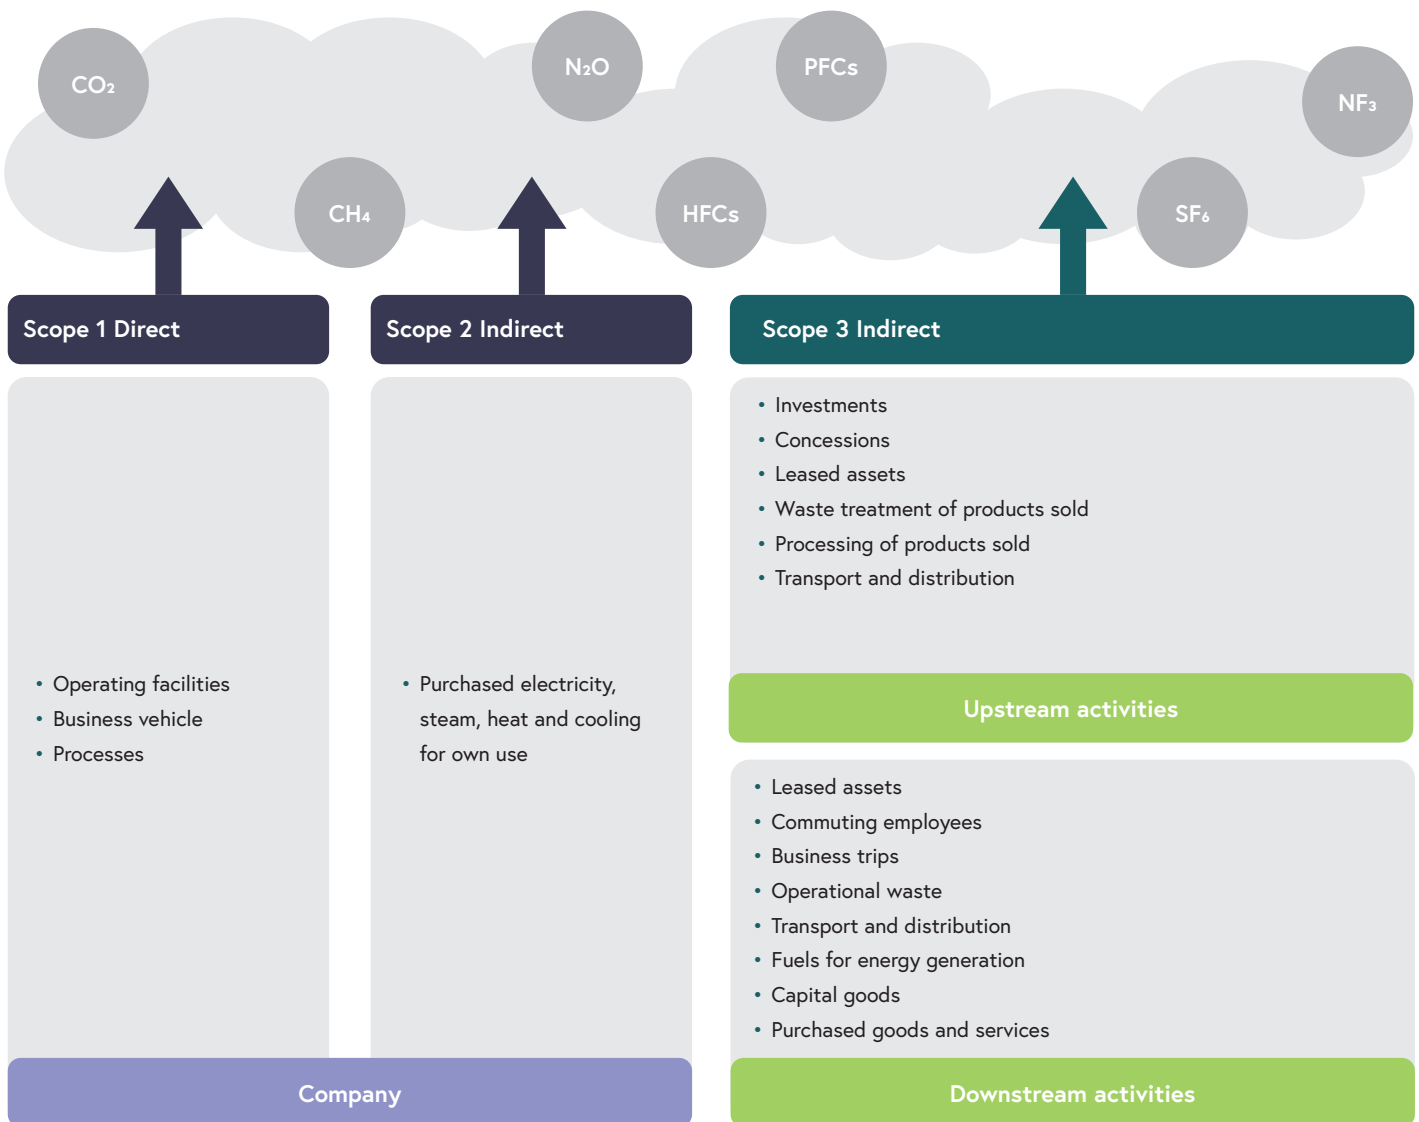 CO₂
N₂O
PFCs
NF₃
CH₄
HFCs
SF₆
Scope 1 Direct
Scope 2 Indirect
Scope 3 Indirect
• Operating facilities
• Business vehicle
• Processes
• Purchased electricity,
steam, heat and cooling
for own use
Company
• Investments
• Concessions
• Leased assets
• Waste treatment of products sold
• Processing of products sold
• Transport and distribution
Upstream activities
• Leased assets
• Commuting employees
• Business trips
• Operational waste
• Transport and distribution
• Fuels for energy generation
• Capital goods
• Purchased goods and services
Downstream activities